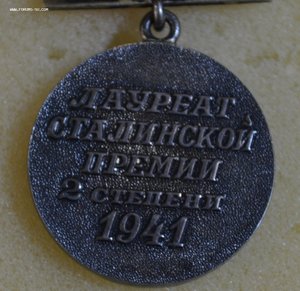 ЛАУРЕАТ
СТАЛИНСКОЙ
ПРЕМИИ
2 СТЕПЕНИ
1941